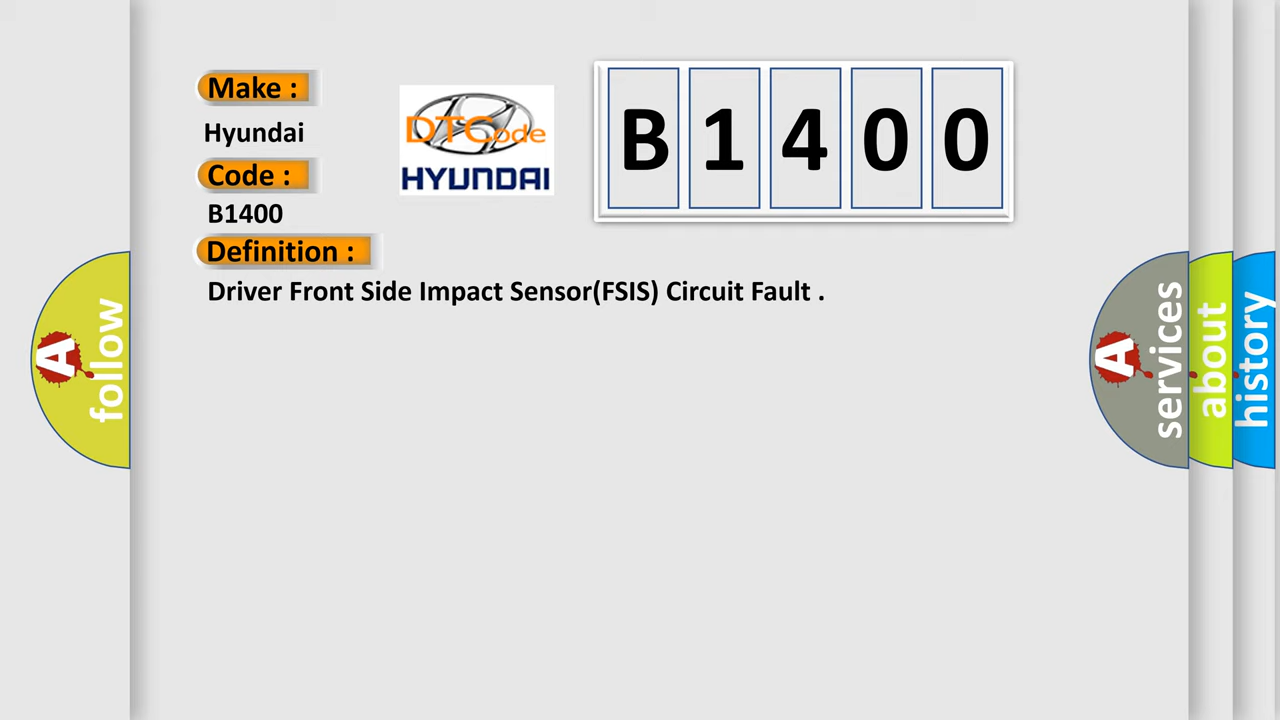 Make :
Hyundai
Code :
B1400
Definition :
Driver Front Side Impact Sensor(FSIS) Circuit Fault .
DTCode
HYUNDAI
B 1 4 0 0
A follow
A services
about
history